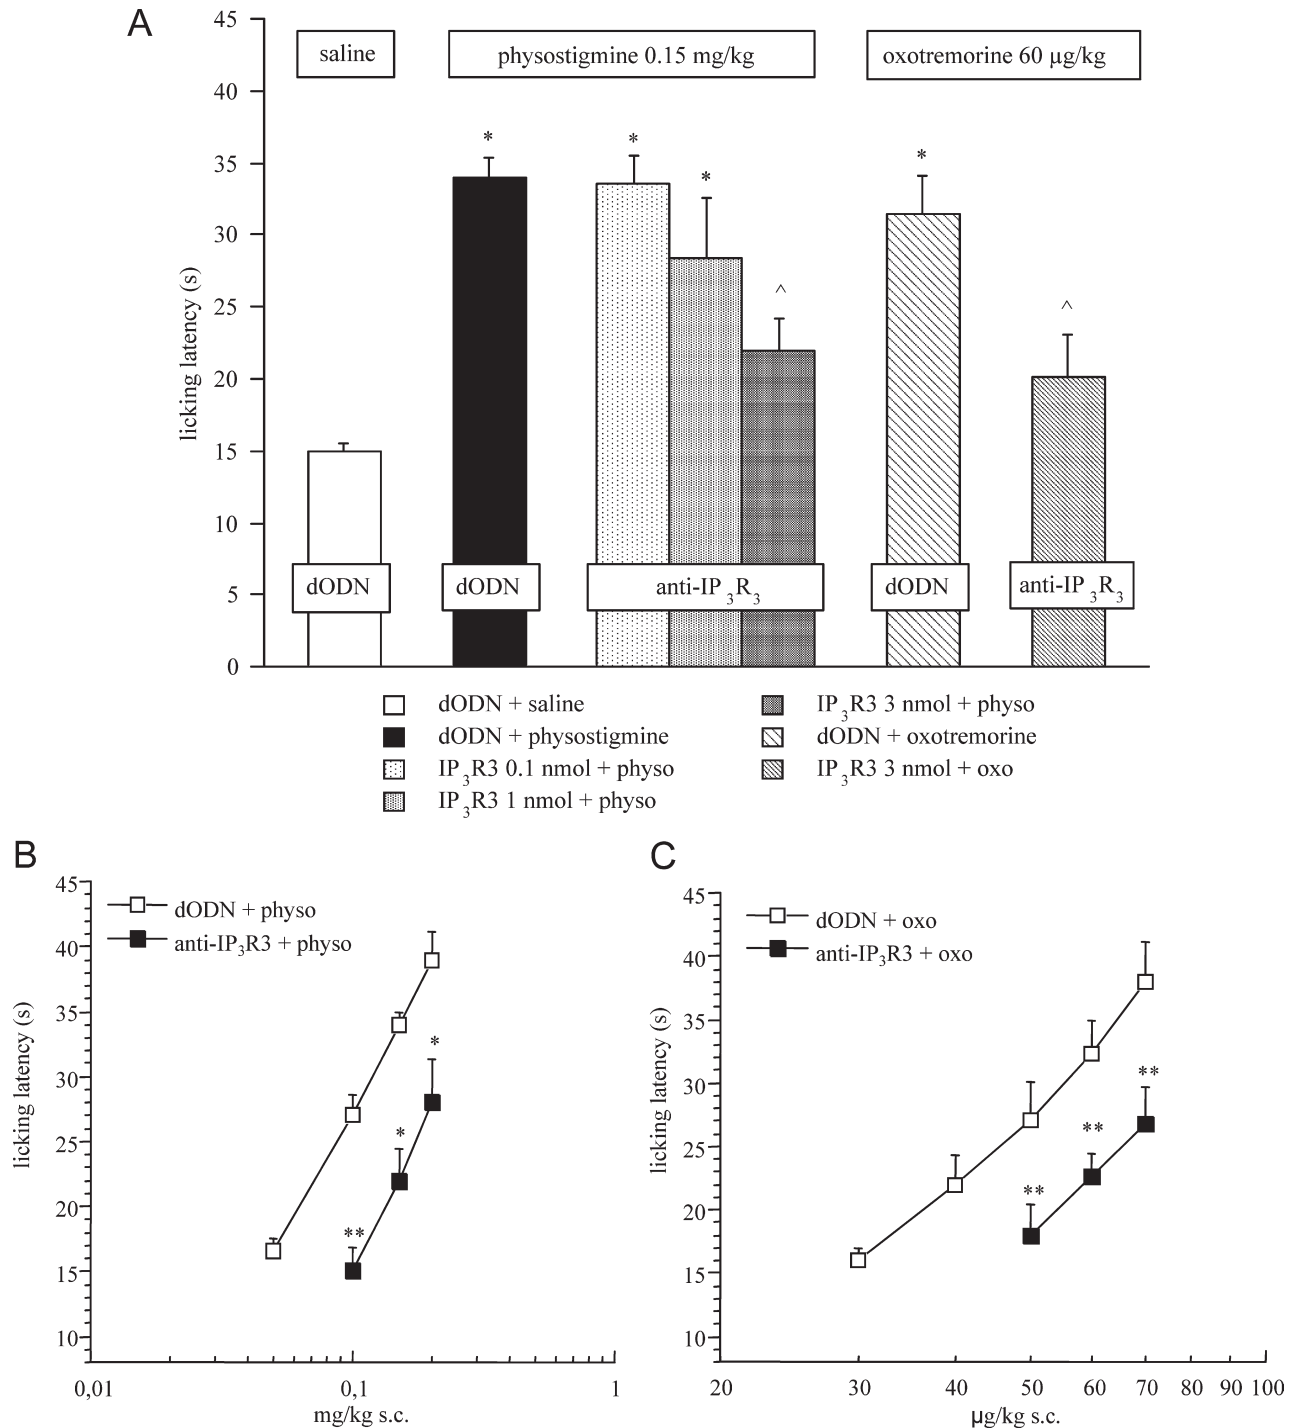 A
45
saline
physostigmine 0.15 mg/kg
oxotremorine 60 µg/kg
40
*
*
*
*
35
30
^
^
25
licking latency (s)
20
15
10
dODN
dODN
anti-IP3R3
dODN
anti-IP3R3
5
0
dODN + saline
dODN + physostigmine
IP3R3 0.1 nmol + physo
IP3R3 1 nmol + physo
IP3R3 3 nmol + physo
dODN + oxotremorine
IP3R3 3 nmol + oxo
B
45
dODN + physo
anti-IP3R3 + physo
40
35
*
30
licking latency (s)
25
*
20
**
15
10
0,01
0,1
1
mg/kg s.c.
C
45
dODN + oxo
anti-IP3R3 + oxo
40
35
**
30
licking latency (s)
**
25
**
20
15
10
20
30
40
50
60
70
80
90
100
µg/kg s.c.